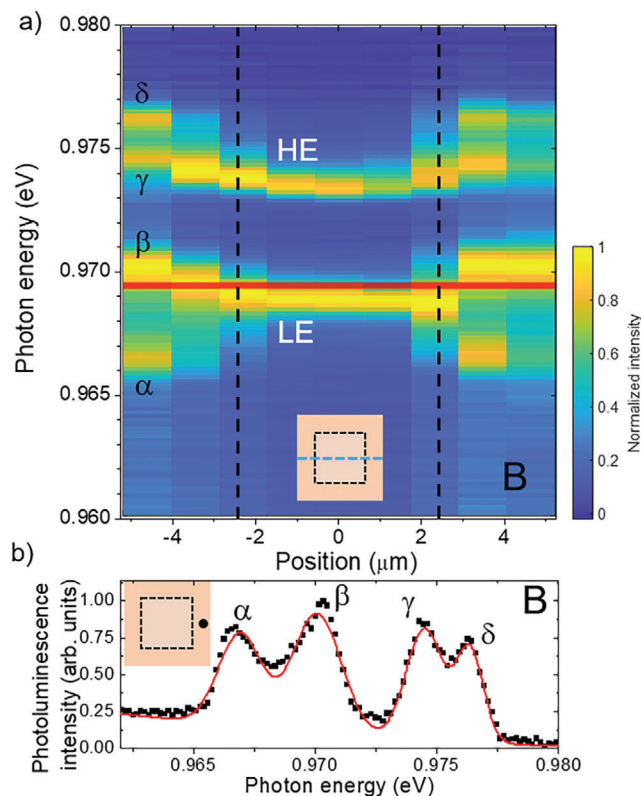 a)
0.980
0.975
0.970
0.965
0.960
Photon energy (eV)
δ
γ
β
α
HE
LE
B
-4
-2
0
2
4
Position (μm)
1
0.8
0.6
0.4
0.2
0
Normalized intensity
b)
1.00
0.75
0.50
0.25
0.00
Photoluminescence
intensity (arb. units)
α
β
γ
δ
B
0.965
0.970
0.975
0.980
Photon energy (eV)